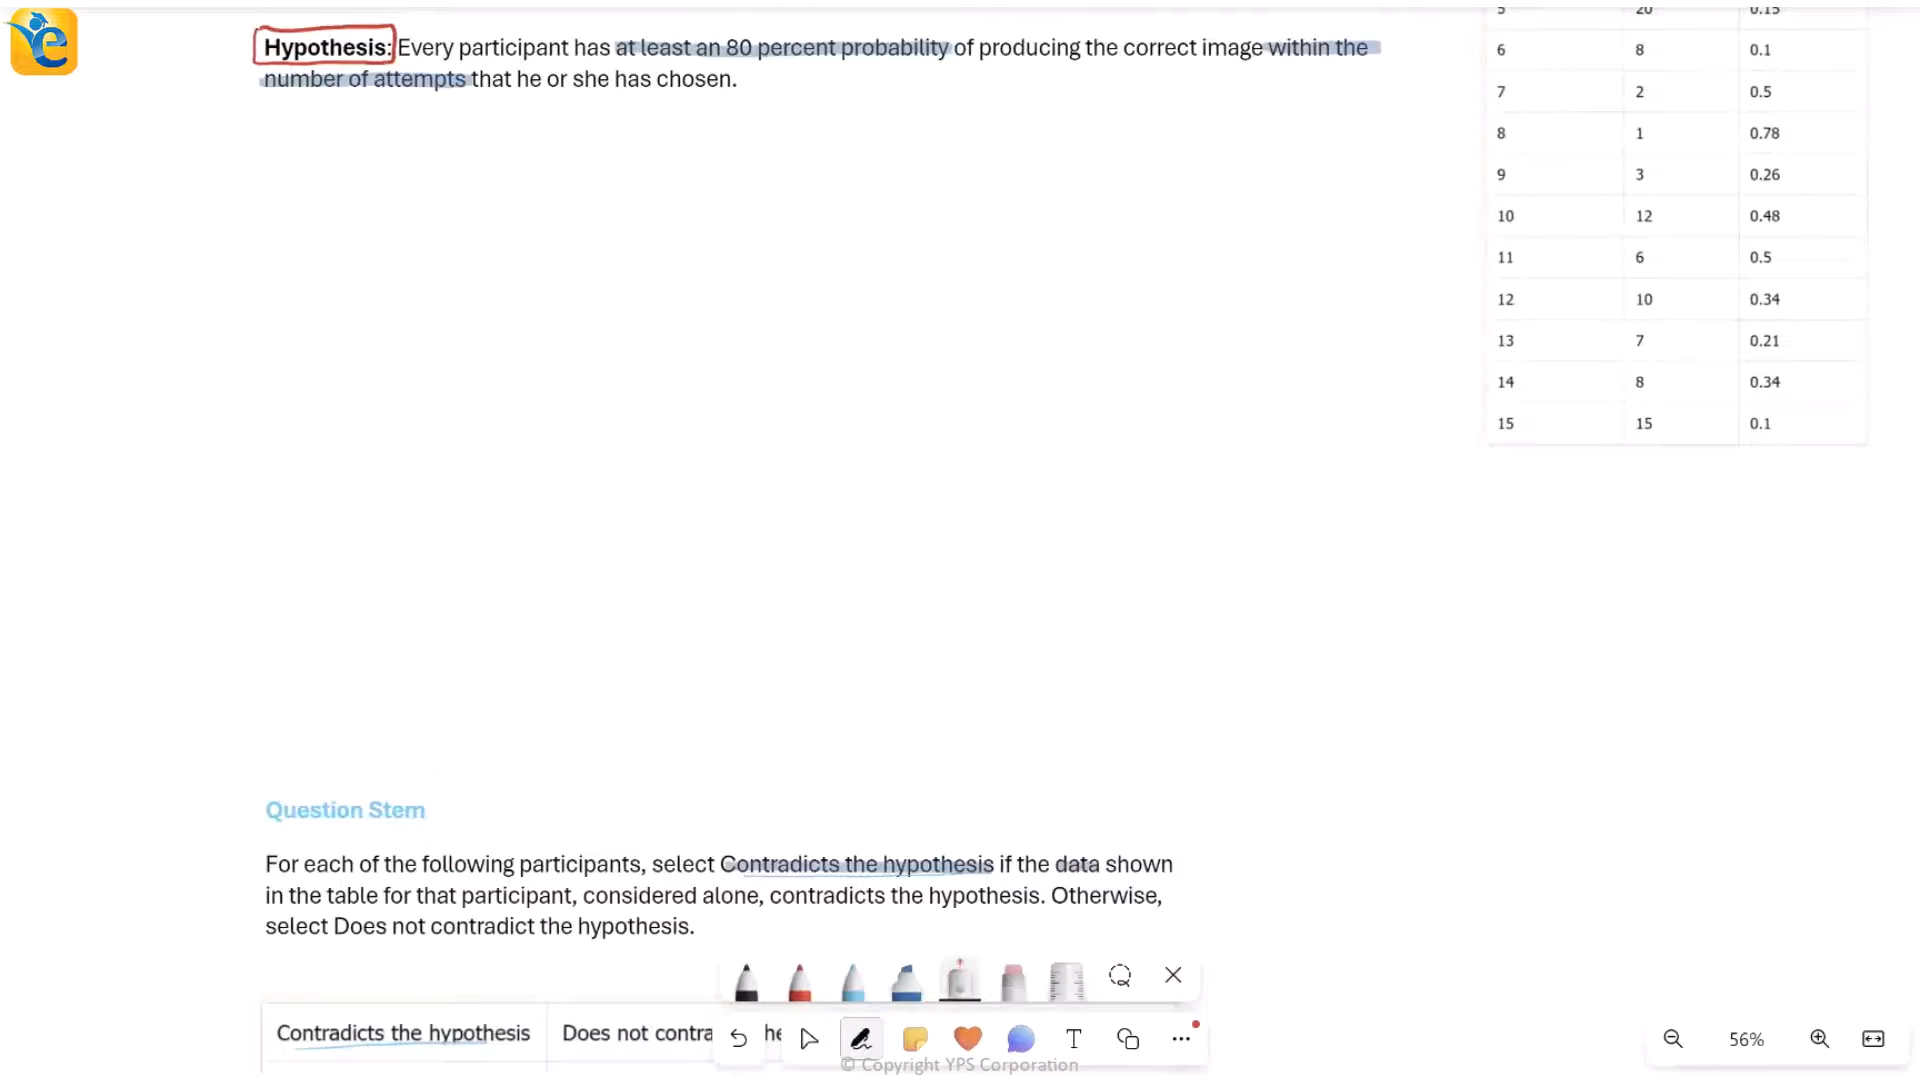 Hypothesis: Every participant has at least an 80 percent probability of producing the correct image within the
number of attempts that he or she has chosen.
5 20 0.15
6 8 0.1
7 2 0.5
8 1 0.78
9 3 0.26
10 12 0.48
11 6 0.5
12 10 0.34
13 7 0.21
14 8 0.34
15 15 0.1
Question Stem
For each of the following participants, select Contradicts the hypothesis if the data shown
in the table for that participant, considered alone, contradicts the hypothesis. Otherwise,
select Does not contradict the hypothesis.
Contradicts the hypothesis Does not contra he
© Copyright YPS Corporation
56%